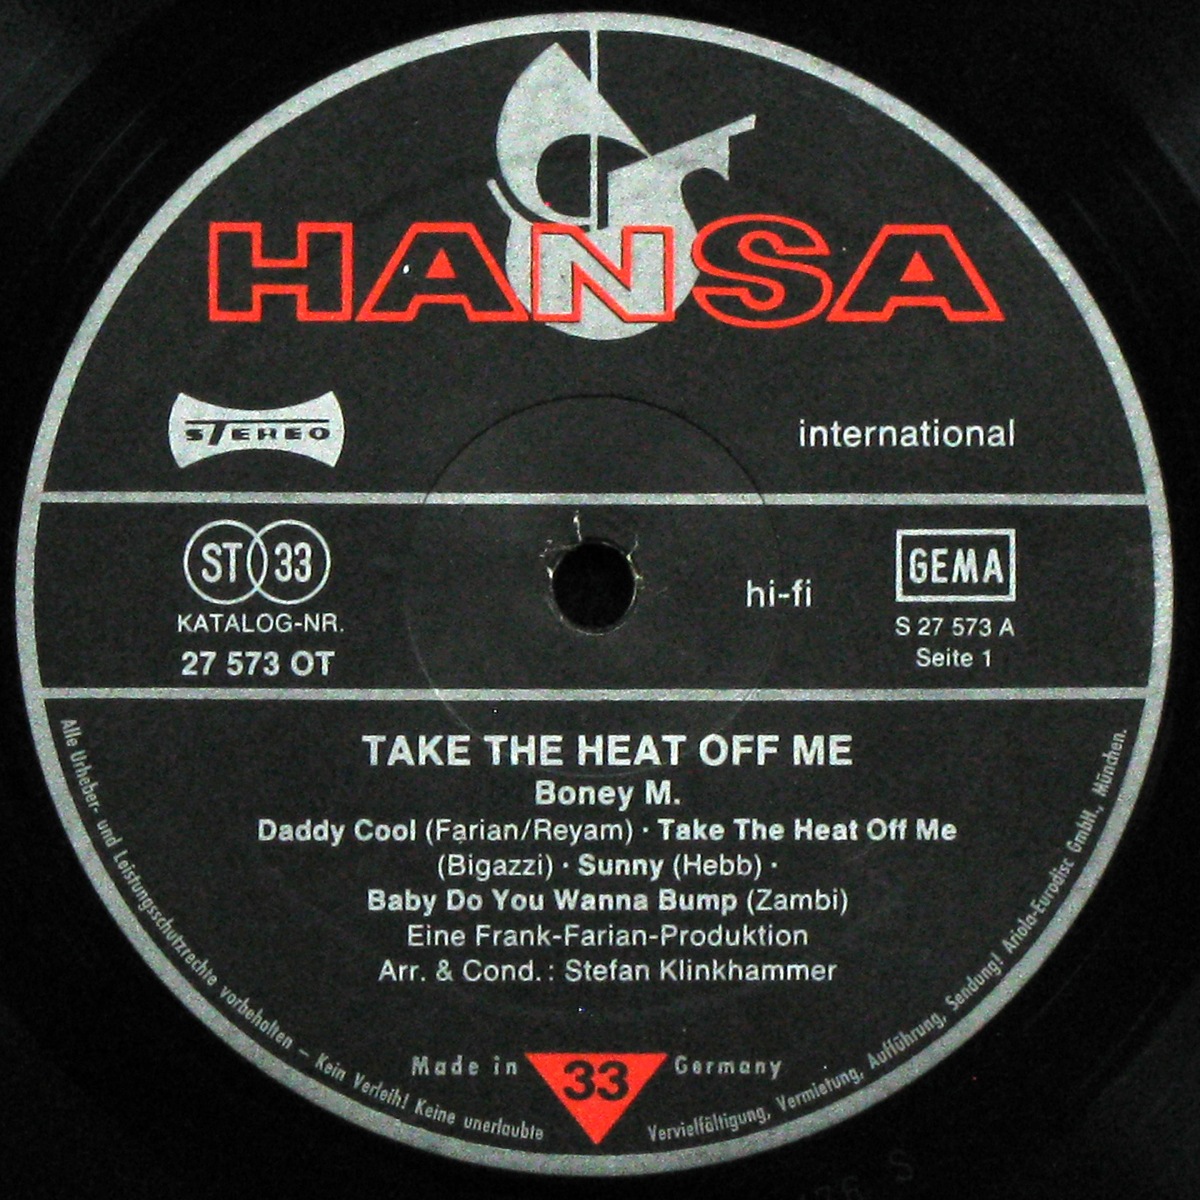 HANSA
STEREO
international
ST 33
KATALOG-NR.
27 573 OT
hi-fi
GEMA
S 27 573 A
Seite 1
TAKE THE HEAT OFF ME
Boney M.
Daddy Cool (Farian/Reyam) · Take The Heat Off Me
(Bigazzi) · Sunny (Hebb) ·
Baby Do You Wanna Bump (Zambi)
Eine Frank-Farian-Produktion
Arr. & Cond.: Stefan Klinkhammer
Made in 33 Germany
Alle Urheber- und Leistungsschutzrechte vorbehalten – Kein Verleih! Keine unerlaubte Vervielfältigung, Vermietung, Aufführung, Sendung! Ariola-Eurodisc GmbH., München.